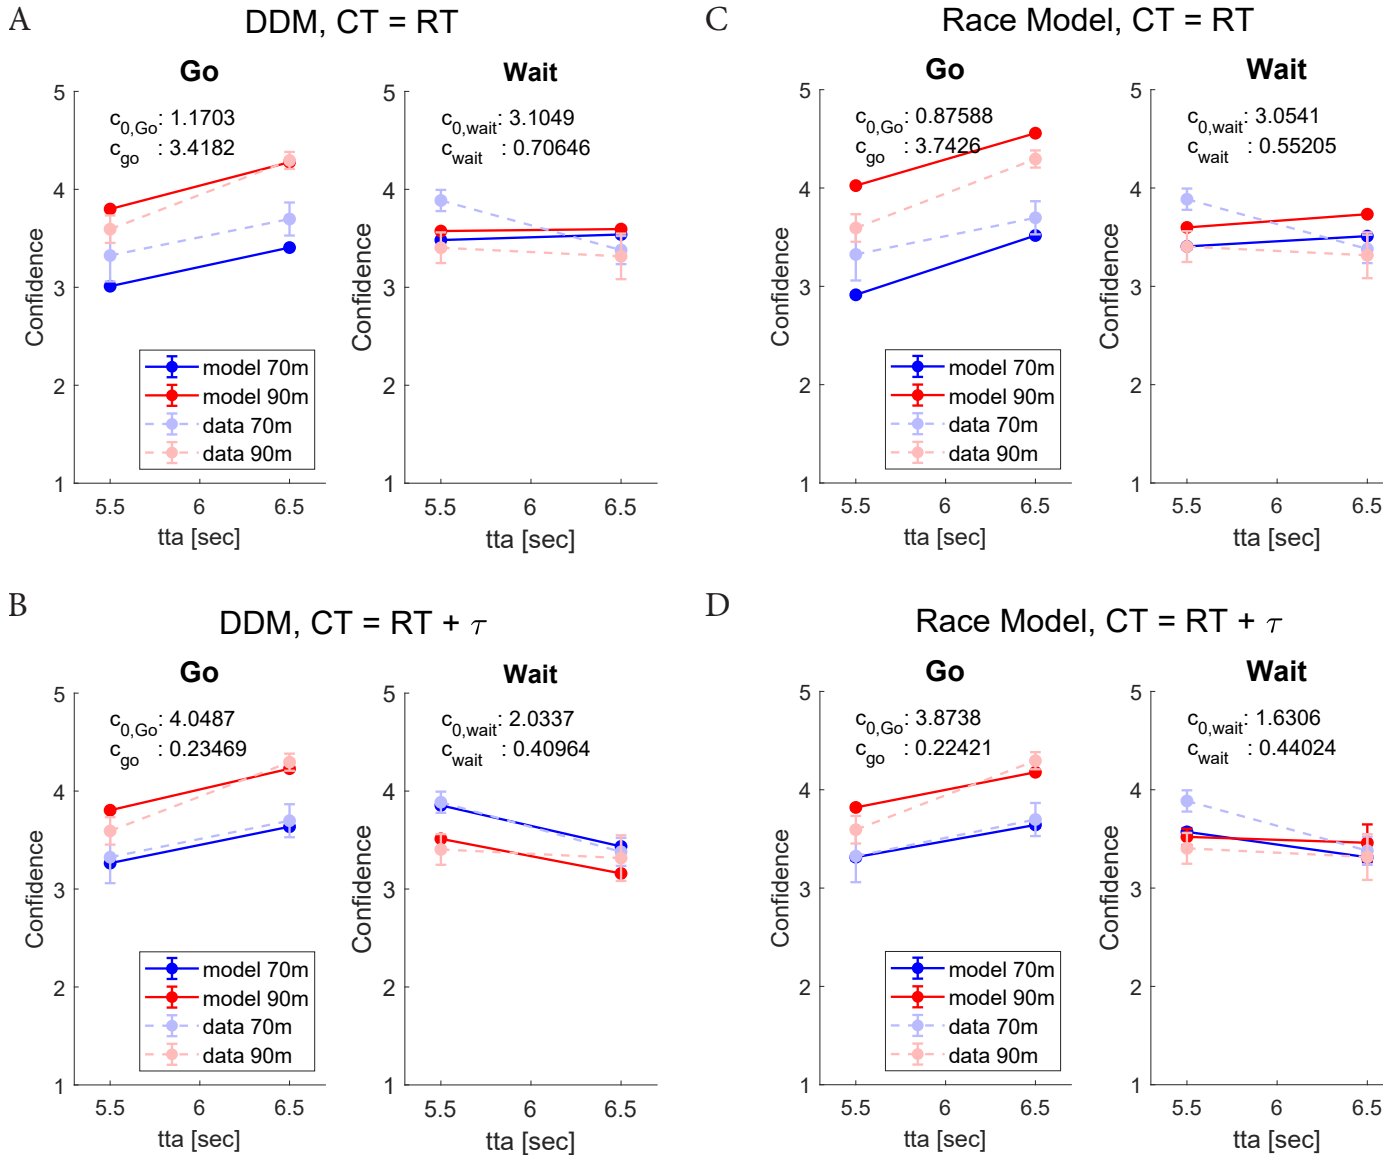 A
DDM, CT = RT
Go
Wait
c0,Go: 1.1703
cgo : 3.4182
c0,wait: 3.1049
cwait : 0.70646
5
4
3
2
1
Confidence
5
4
3
2
1
Confidence
model 70m
model 90m
data 70m
data 90m
5.5 6 6.5
tta [sec]
5.5 6 6.5
tta [sec]
C
Race Model, CT = RT
Go
Wait
c0,Go: 0.87588
cgo : 3.7426
c0,wait: 3.0541
cwait : 0.55205
5
4
3
2
1
Confidence
5
4
3
2
1
Confidence
model 70m
model 90m
data 70m
data 90m
5.5 6 6.5
tta [sec]
5.5 6 6.5
tta [sec]
B
DDM, CT = RT + τ
Go
Wait
c0,Go: 4.0487
cgo : 0.23469
c0,wait: 2.0337
cwait : 0.40964
5
4
3
2
1
Confidence
5
4
3
2
1
Confidence
model 70m
model 90m
data 70m
data 90m
5.5 6 6.5
tta [sec]
5.5 6 6.5
tta [sec]
D
Race Model, CT = RT + τ
Go
Wait
c0,Go: 3.8738
cgo : 0.22421
c0,wait: 1.6306
cwait : 0.44024
5
4
3
2
1
Confidence
5
4
3
2
1
Confidence
model 70m
model 90m
data 70m
data 90m
5.5 6 6.5
tta [sec]
5.5 6 6.5
tta [sec]